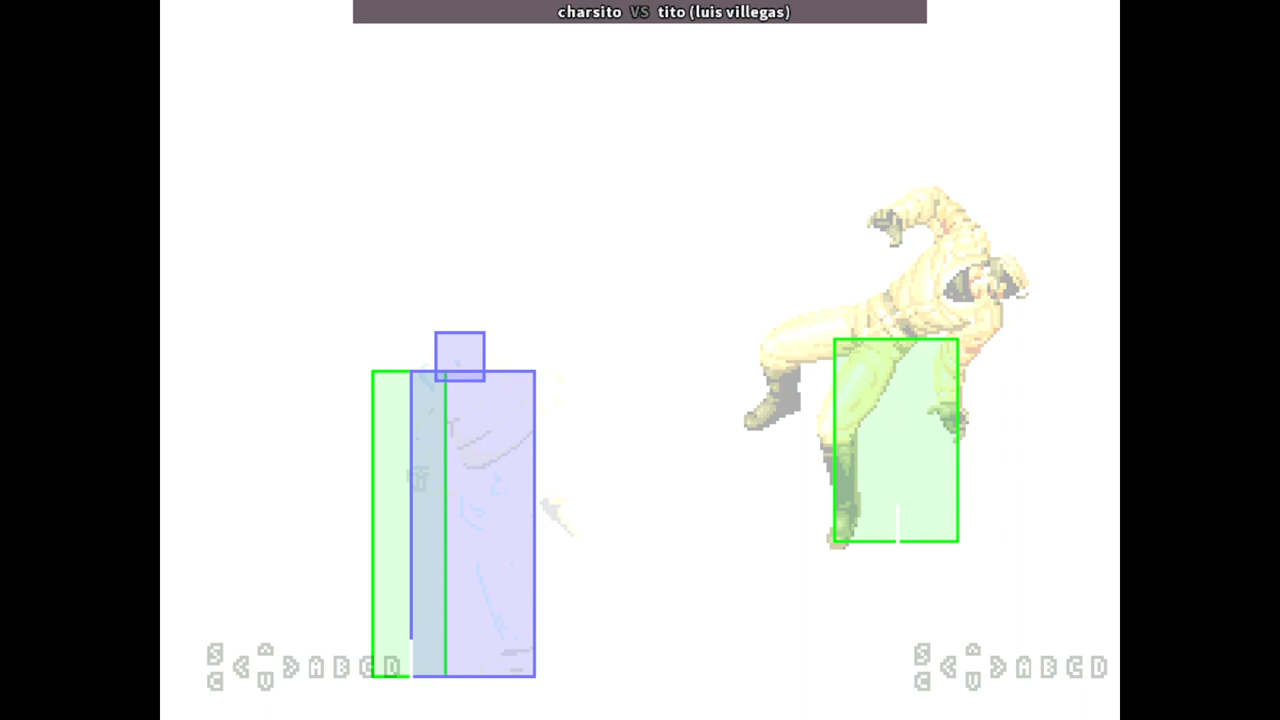 charsito VS tito (luis villegas)
S
< ^ > A B C D
C v
S
< ^ > A B C D
C v